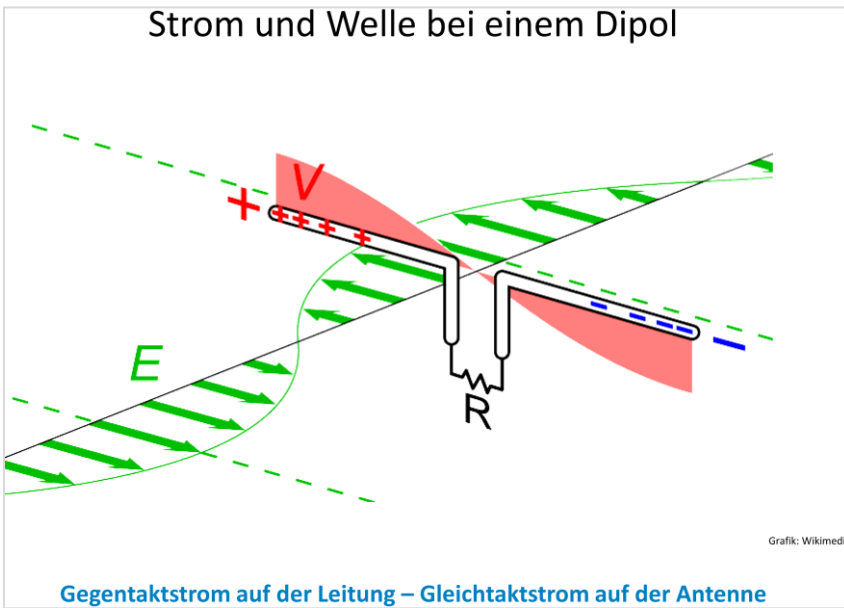 Strom und Welle bei einem Dipol
V
+
+ + + +
E
R
- - - -
—
Grafik: Wikimedi
Gegentaktstrom auf der Leitung – Gleichtaktstrom auf der Antenne